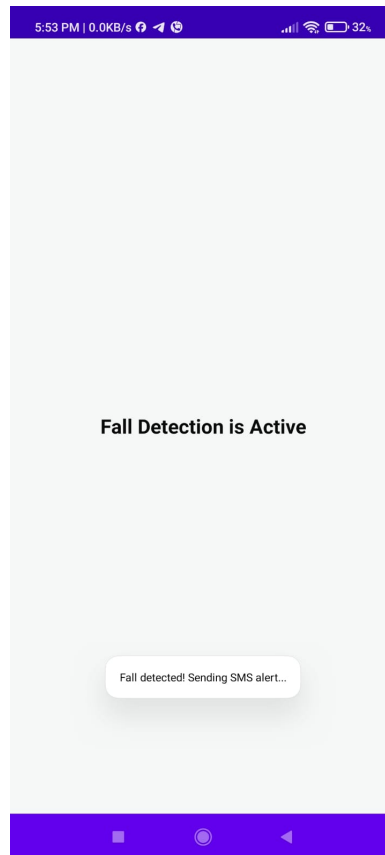 5:53 PM | 0.0KB/s 32%
Fall Detection is Active
Fall detected! Sending SMS alert...